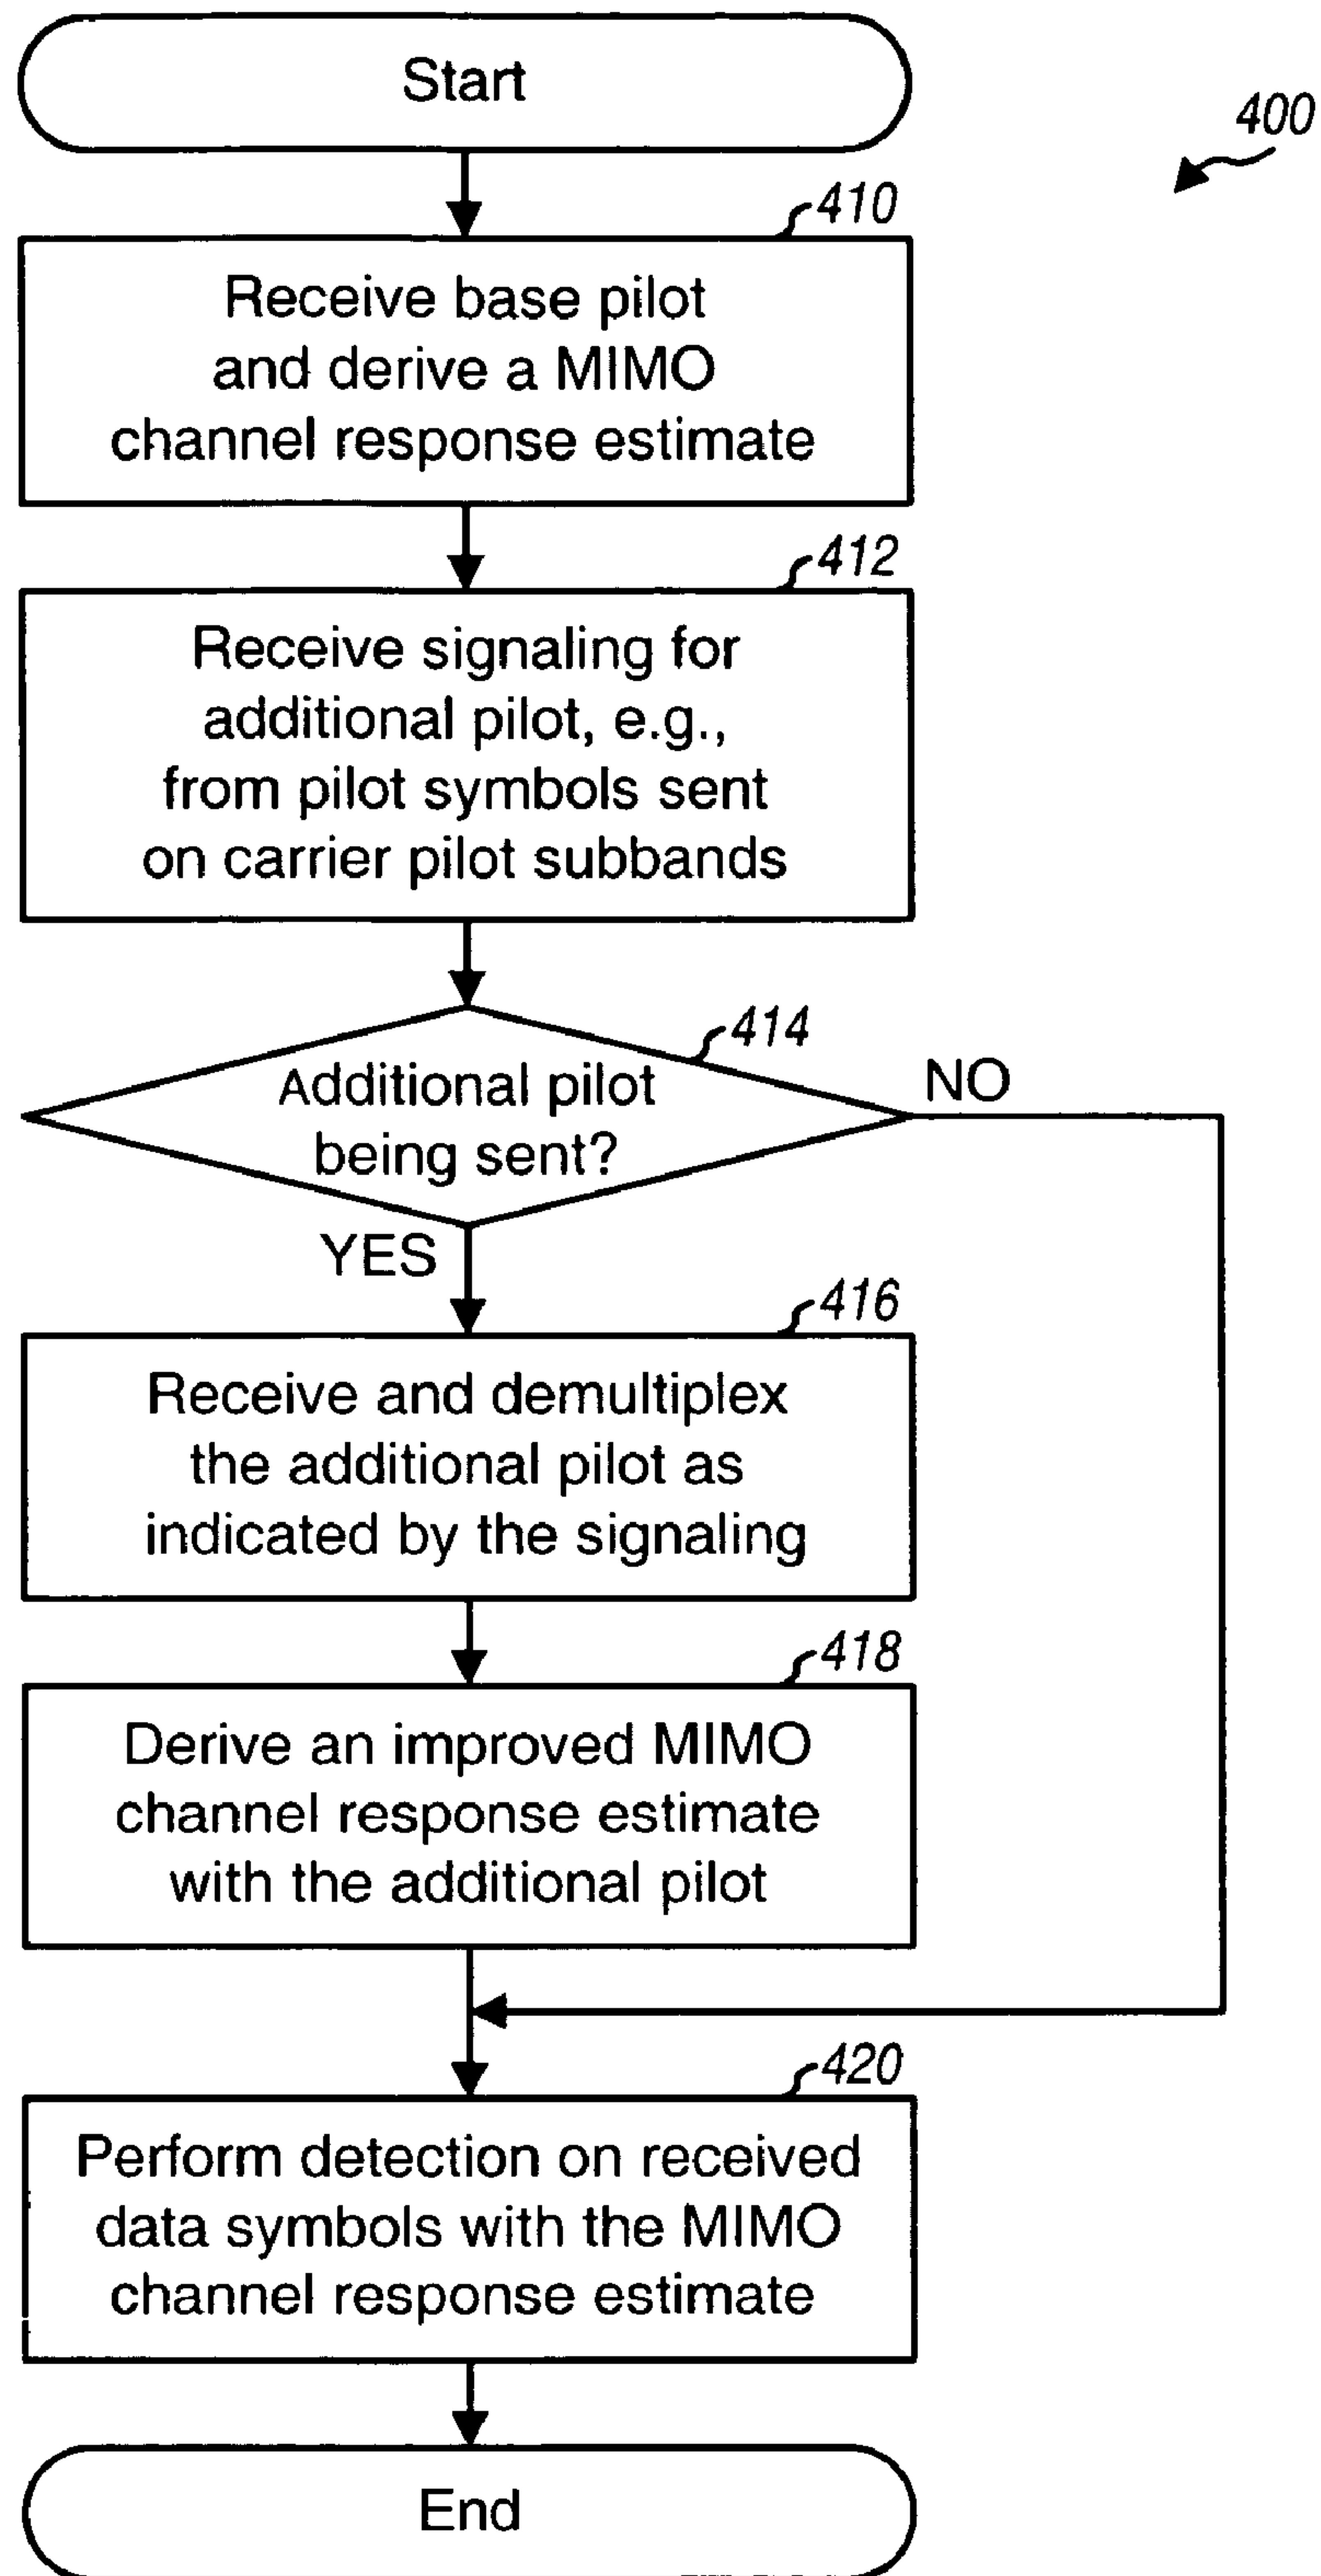 Start
400
410
Receive base pilot
and derive a MIMO
channel response estimate
412
Receive signaling for
additional pilot, e.g.,
from pilot symbols sent
on carrier pilot subbands
414
Additional pilot
being sent?
NO
YES
416
Receive and demultiplex
the additional pilot as
indicated by the signaling
418
Derive an improved MIMO
channel response estimate
with the additional pilot
420
Perform detection on received
data symbols with the MIMO
channel response estimate
End